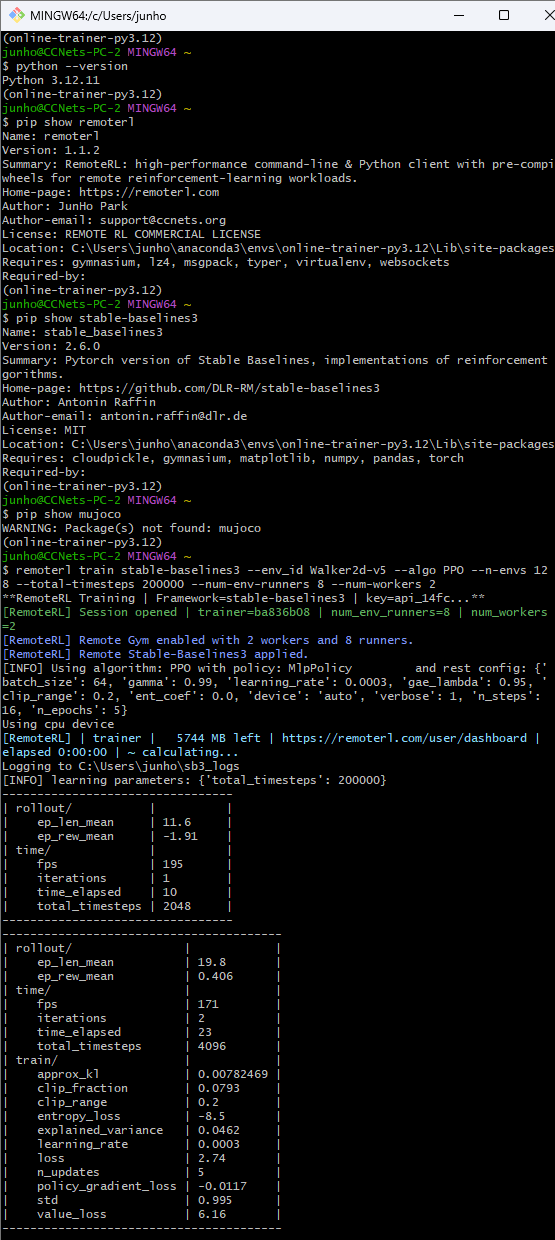 MINGW64:/c/Users/junho
(online-trainer-py3.12)
junho@CCNets-PC-2 MINGW64 ~
$ python --version
Python 3.12.11
(online-trainer-py3.12)
junho@CCNets-PC-2 MINGW64 ~
$ pip show remoterl
Name: remoterl
Version: 1.1.2
Summary: RemoteRL: high-performance command-line & Python client with pre-compi
wheels for remote reinforcement-learning workloads.
Home-page: https://remoterl.com
Author: JunHo Park
Author-email: support@ccnets.org
License: REMOTE RL COMMERCIAL LICENSE
Location: C:\Users\junho\anaconda3\envs\online-trainer-py3.12\Lib\site-packages
Requires: gymnasium, lz4, msgpack, typer, virtualenv, websockets
Required-by:
(online-trainer-py3.12)
junho@CCNets-PC-2 MINGW64 ~
$ pip show stable-baselines3
Name: stable_baselines3
Version: 2.6.0
Summary: Pytorch version of Stable Baselines, implementations of reinforcement
gorithms.
Home-page: https://github.com/DLR-RM/stable-baselines3
Author: Antonin Raffin
Author-email: antonin.raffin@dlr.de
License: MIT
Location: C:\Users\junho\anaconda3\envs\online-trainer-py3.12\Lib\site-packages
Requires: cloudpickle, gymnasium, matplotlib, numpy, pandas, torch
Required-by:
(online-trainer-py3.12)
junho@CCNets-PC-2 MINGW64 ~
$ pip show mujoco
WARNING: Package(s) not found: mujoco
(online-trainer-py3.12)
junho@CCNets-PC-2 MINGW64 ~
$ remoterl train stable-baselines3 --env_id Walker2d-v5 --algo PPO --n-envs 12
8 --total-timesteps 200000 --num-env-runners 8 --num-workers 2
**RemoteRL Training | Framework=stable-baselines3 | key=api_14fc...**
[RemoteRL] Session opened | trainer=ba836b08 | num_env_runners=8 | num_workers
=2
[RemoteRL] Remote Gym enabled with 2 workers and 8 runners.
[RemoteRL] Remote Stable-Baselines3 applied.
[INFO] Using algorithm: PPO with policy: MlpPolicy and rest config: {'
batch_size': 64, 'gamma': 0.99, 'learning_rate': 0.0003, 'gae_lambda': 0.95, '
clip_range': 0.2, 'ent_coef': 0.0, 'device': 'auto', 'verbose': 1, 'n_steps':
16, 'n_epochs': 5}
Using cpu device
[RemoteRL] | trainer | 5744 MB left | https://remoterl.com/user/dashboard |
elapsed 0:00:00 | ~ calculating...
Logging to C:\Users\junho\sb3_logs
[INFO] learning parameters: {'total_timesteps': 200000}
---------------------------------
| rollout/           |          |
|    ep_len_mean     | 11.6     |
|    ep_rew_mean     | -1.91    |
| time/              |          |
|    fps             | 195      |
|    iterations      | 1        |
|    time_elapsed    | 10       |
|    total_timesteps | 2048     |
---------------------------------
----------------------------------------
| rollout/                |            |
|    ep_len_mean          | 19.8       |
|    ep_rew_mean          | 0.406      |
| time/                   |            |
|    fps                  | 171        |
|    iterations           | 2          |
|    time_elapsed         | 23         |
|    total_timesteps      | 4096       |
| train/                  |            |
|    approx_kl            | 0.00782469 |
|    clip_fraction        | 0.0793     |
|    clip_range           | 0.2        |
|    entropy_loss         | -8.5       |
|    explained_variance   | 0.0462     |
|    learning_rate        | 0.0003     |
|    loss                 | 2.74       |
|    n_updates            | 5          |
|    policy_gradient_loss | -0.0117    |
|    std                  | 0.995      |
|    value_loss           | 6.16       |
----------------------------------------